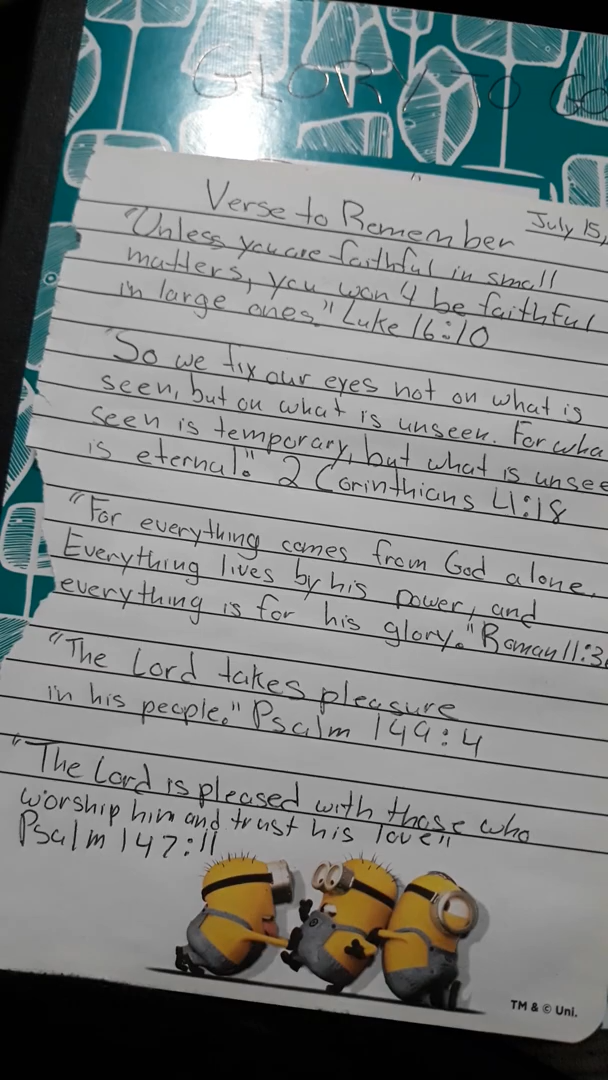 GLORY TO GO
Verse to Remember
July 15,
"Unless you are faithful in small
matters, you won't be faithful
in large ones." Luke 16:10
"So we fix our eyes not on what is
seen, but on what is unseen. For wha
seen is temporary, but what is unsee
is eternal." 2 Corinthians 4:18
"For everything comes from God alone.
Everything lives by his power, and
everything is for his glory." Roman 11:36
"The Lord takes pleasure
in his people." Psalm 149:4
"The Lord is pleased with those who
worship him and trust his love"
Psalm 147:11
TM & © Uni.